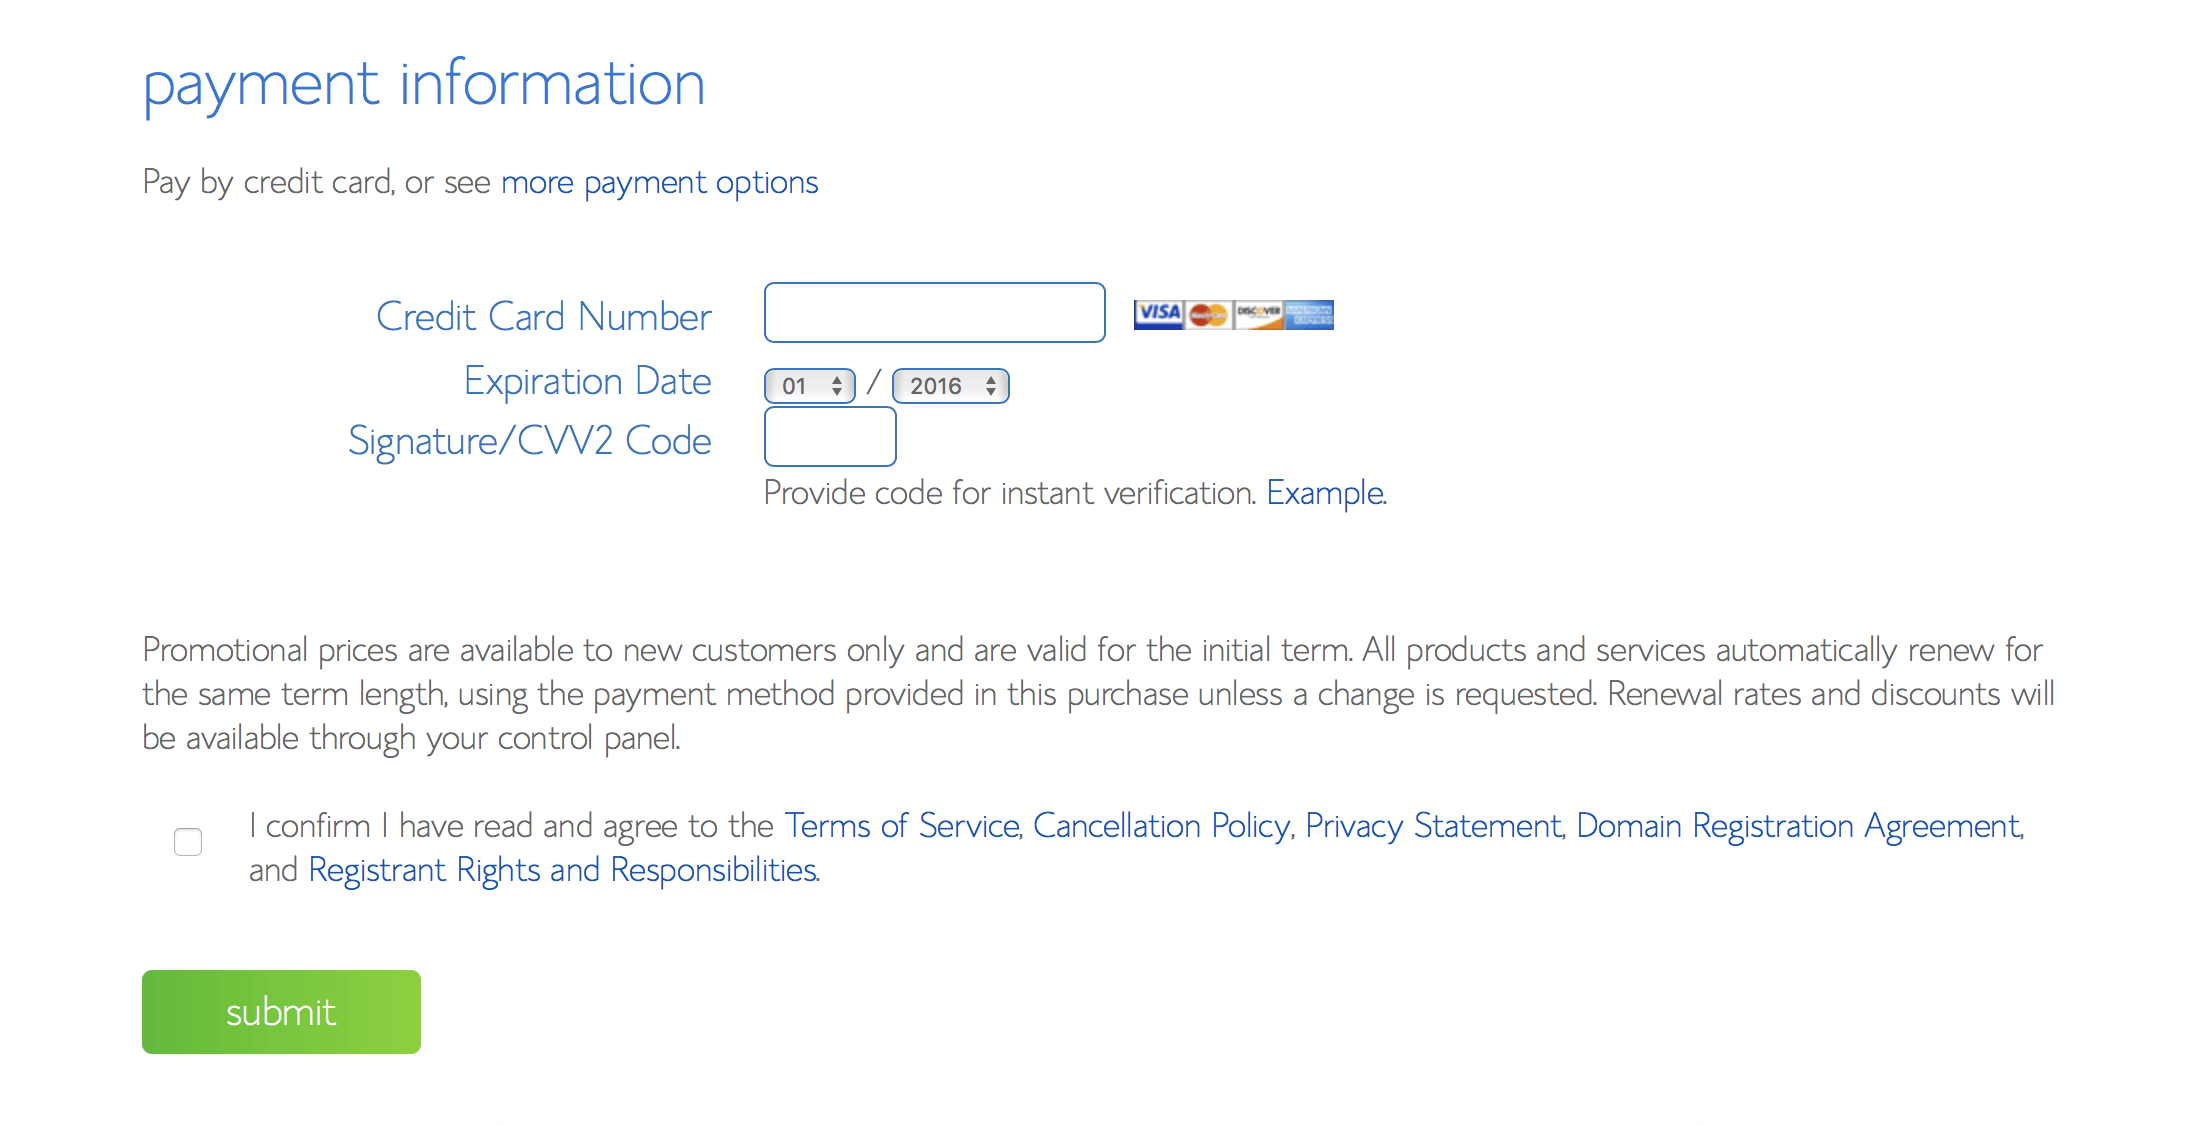 payment information
Pay by credit card, or see more payment options
Credit Card Number
VISA MasterCard DISCOVER AMERICAN EXPRESS
Expiration Date 01 / 2016
Signature/CVV2 Code
Provide code for instant verification. Example.
Promotional prices are available to new customers only and are valid for the initial term. All products and services automatically renew for
the same term length, using the payment method provided in this purchase unless a change is requested. Renewal rates and discounts will
be available through your control panel.
I confirm I have read and agree to the Terms of Service, Cancellation Policy, Privacy Statement, Domain Registration Agreement,
and Registrant Rights and Responsibilities.
submit